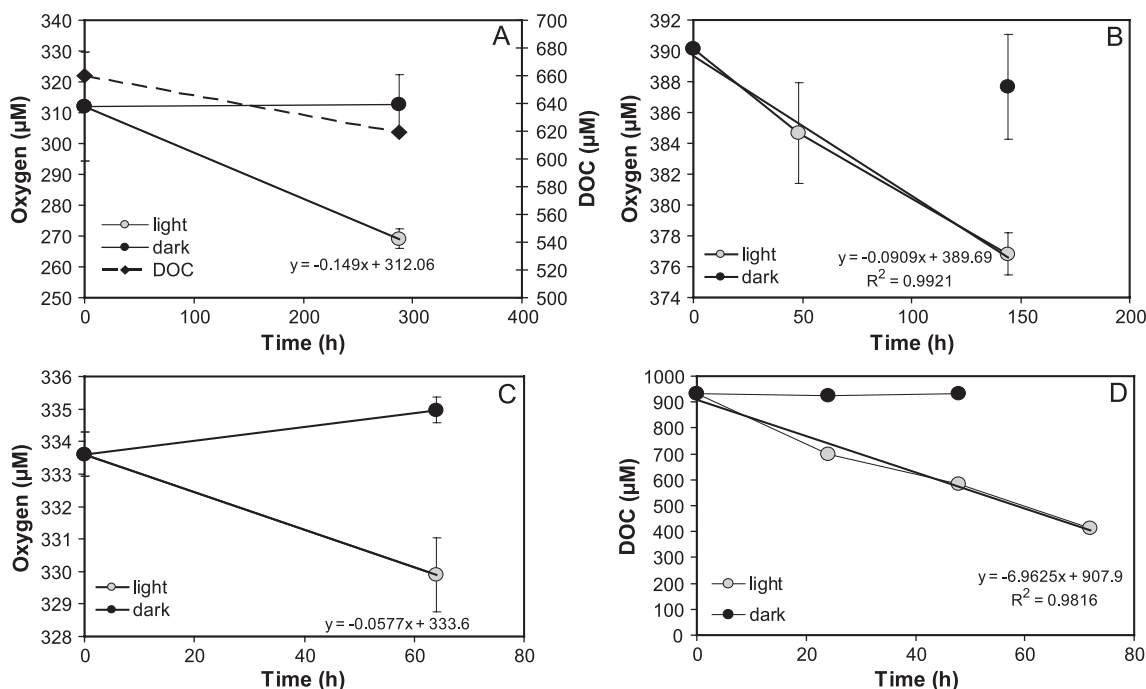 A
Oxygen (µM)
340
330
320
310
300
290
280
270
260
250
700
680
660
640
620
600
580
560
540
520
500
DOC (µM)
light
dark
DOC
y = -0.149x + 312.06
0 100 200 300 400
Time (h)
B
Oxygen (µM)
392
390
388
386
384
382
380
378
376
374
light
dark
y = -0.0909x + 389.69
R² = 0.9921
0 50 100 150 200
Time (h)
C
Oxygen (µM)
336
335
334
333
332
331
330
329
328
light
dark
y = -0.0577x + 333.6
0 20 40 60 80
Time (h)
D
DOC (µM)
1000
900
800
700
600
500
400
300
200
100
0
light
dark
y = -6.9625x + 907.9
R² = 0.9816
0 20 40 60 80
Time (h)